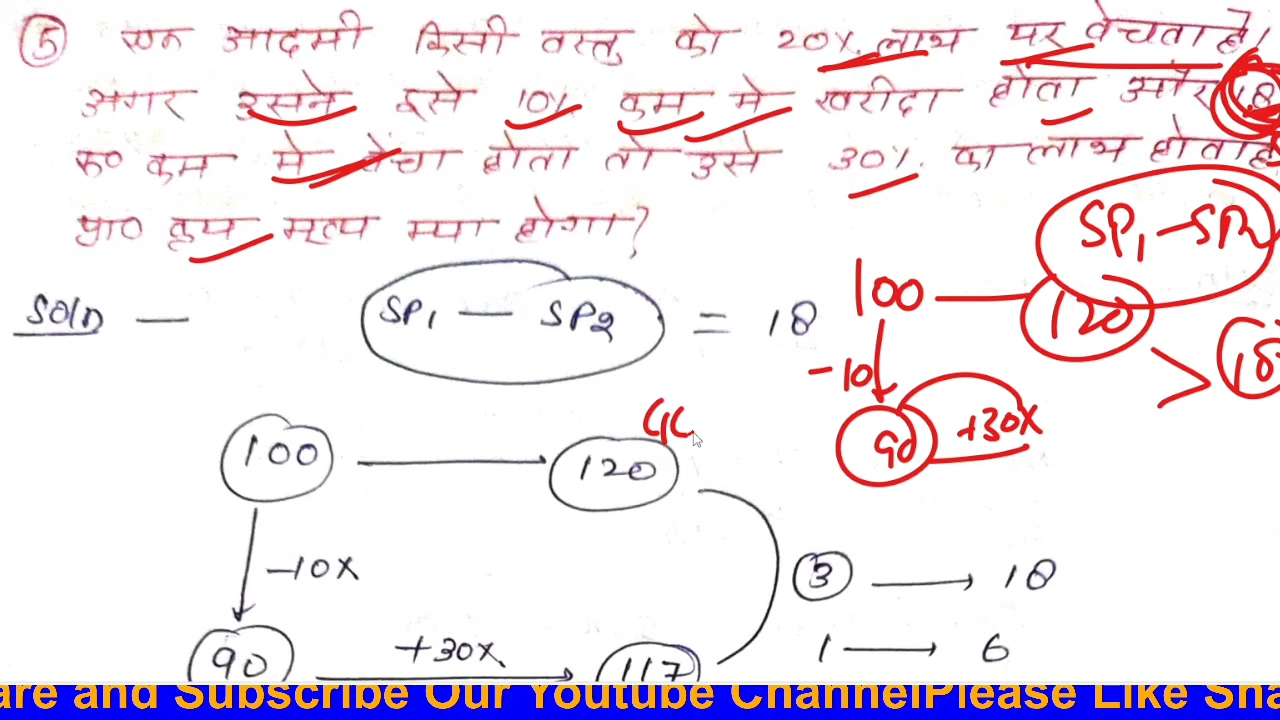 ⑤ एक आदमी किसी वस्तु को 20% लाभ पर बेचता है।
अगर उसने इसे 10% कम मे खरीदा होता और 18
रु० कम मे बेचा होता तो उसे 30% का लाभ होता है
प्रा० क्रय मूल्य क्या होगा?
SP₁ — SP₂
Soln —
SP₁ — SP₂ = 18
100 — 120
-10
18
90 +30%
100 → 120
-10%
90 +30% → 117
3 → 18
1 → 6
are and Subscribe Our Youtube ChannelPlease Like Sha